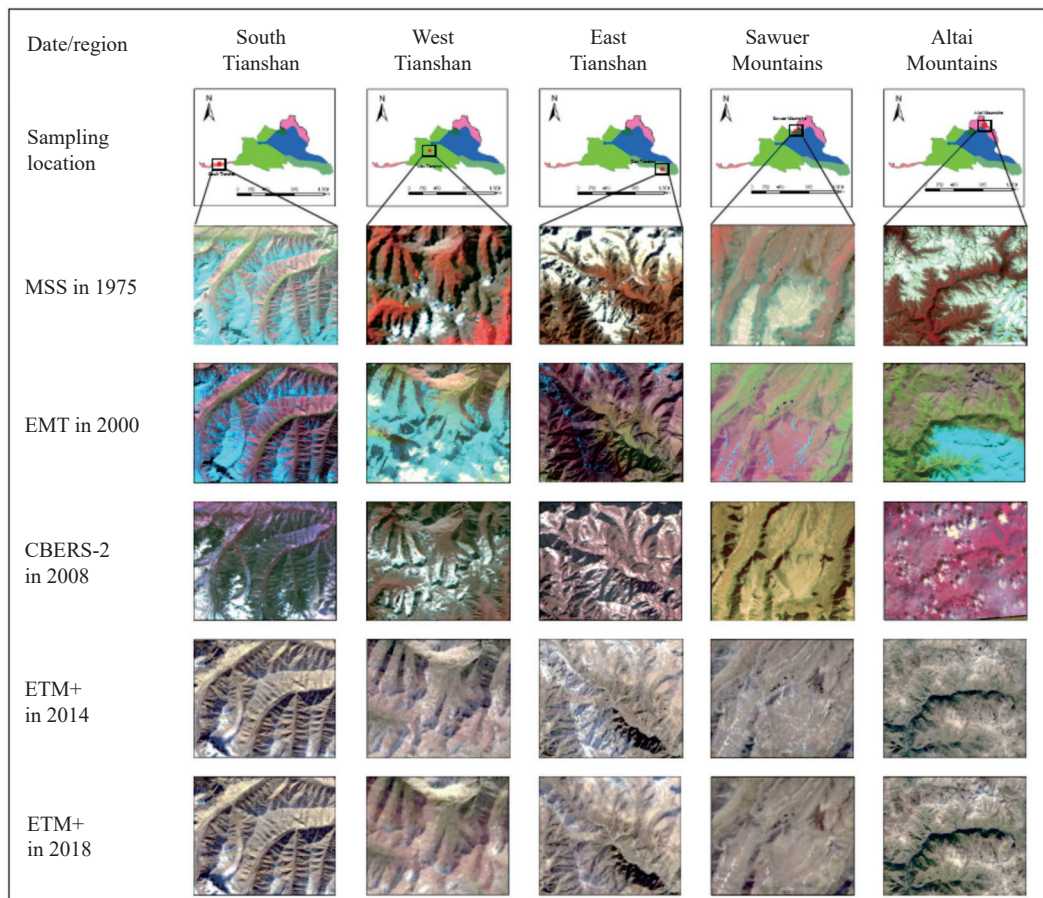 Date/region
South
Tianshan
West
Tianshan
East
Tianshan
Sawuer
Mountains
Altai
Mountains
Sampling
location
N
N
N
N
N
MSS in 1975
EMT in 2000
CBERS-2
in 2008
ETM+
in 2014
ETM+
in 2018